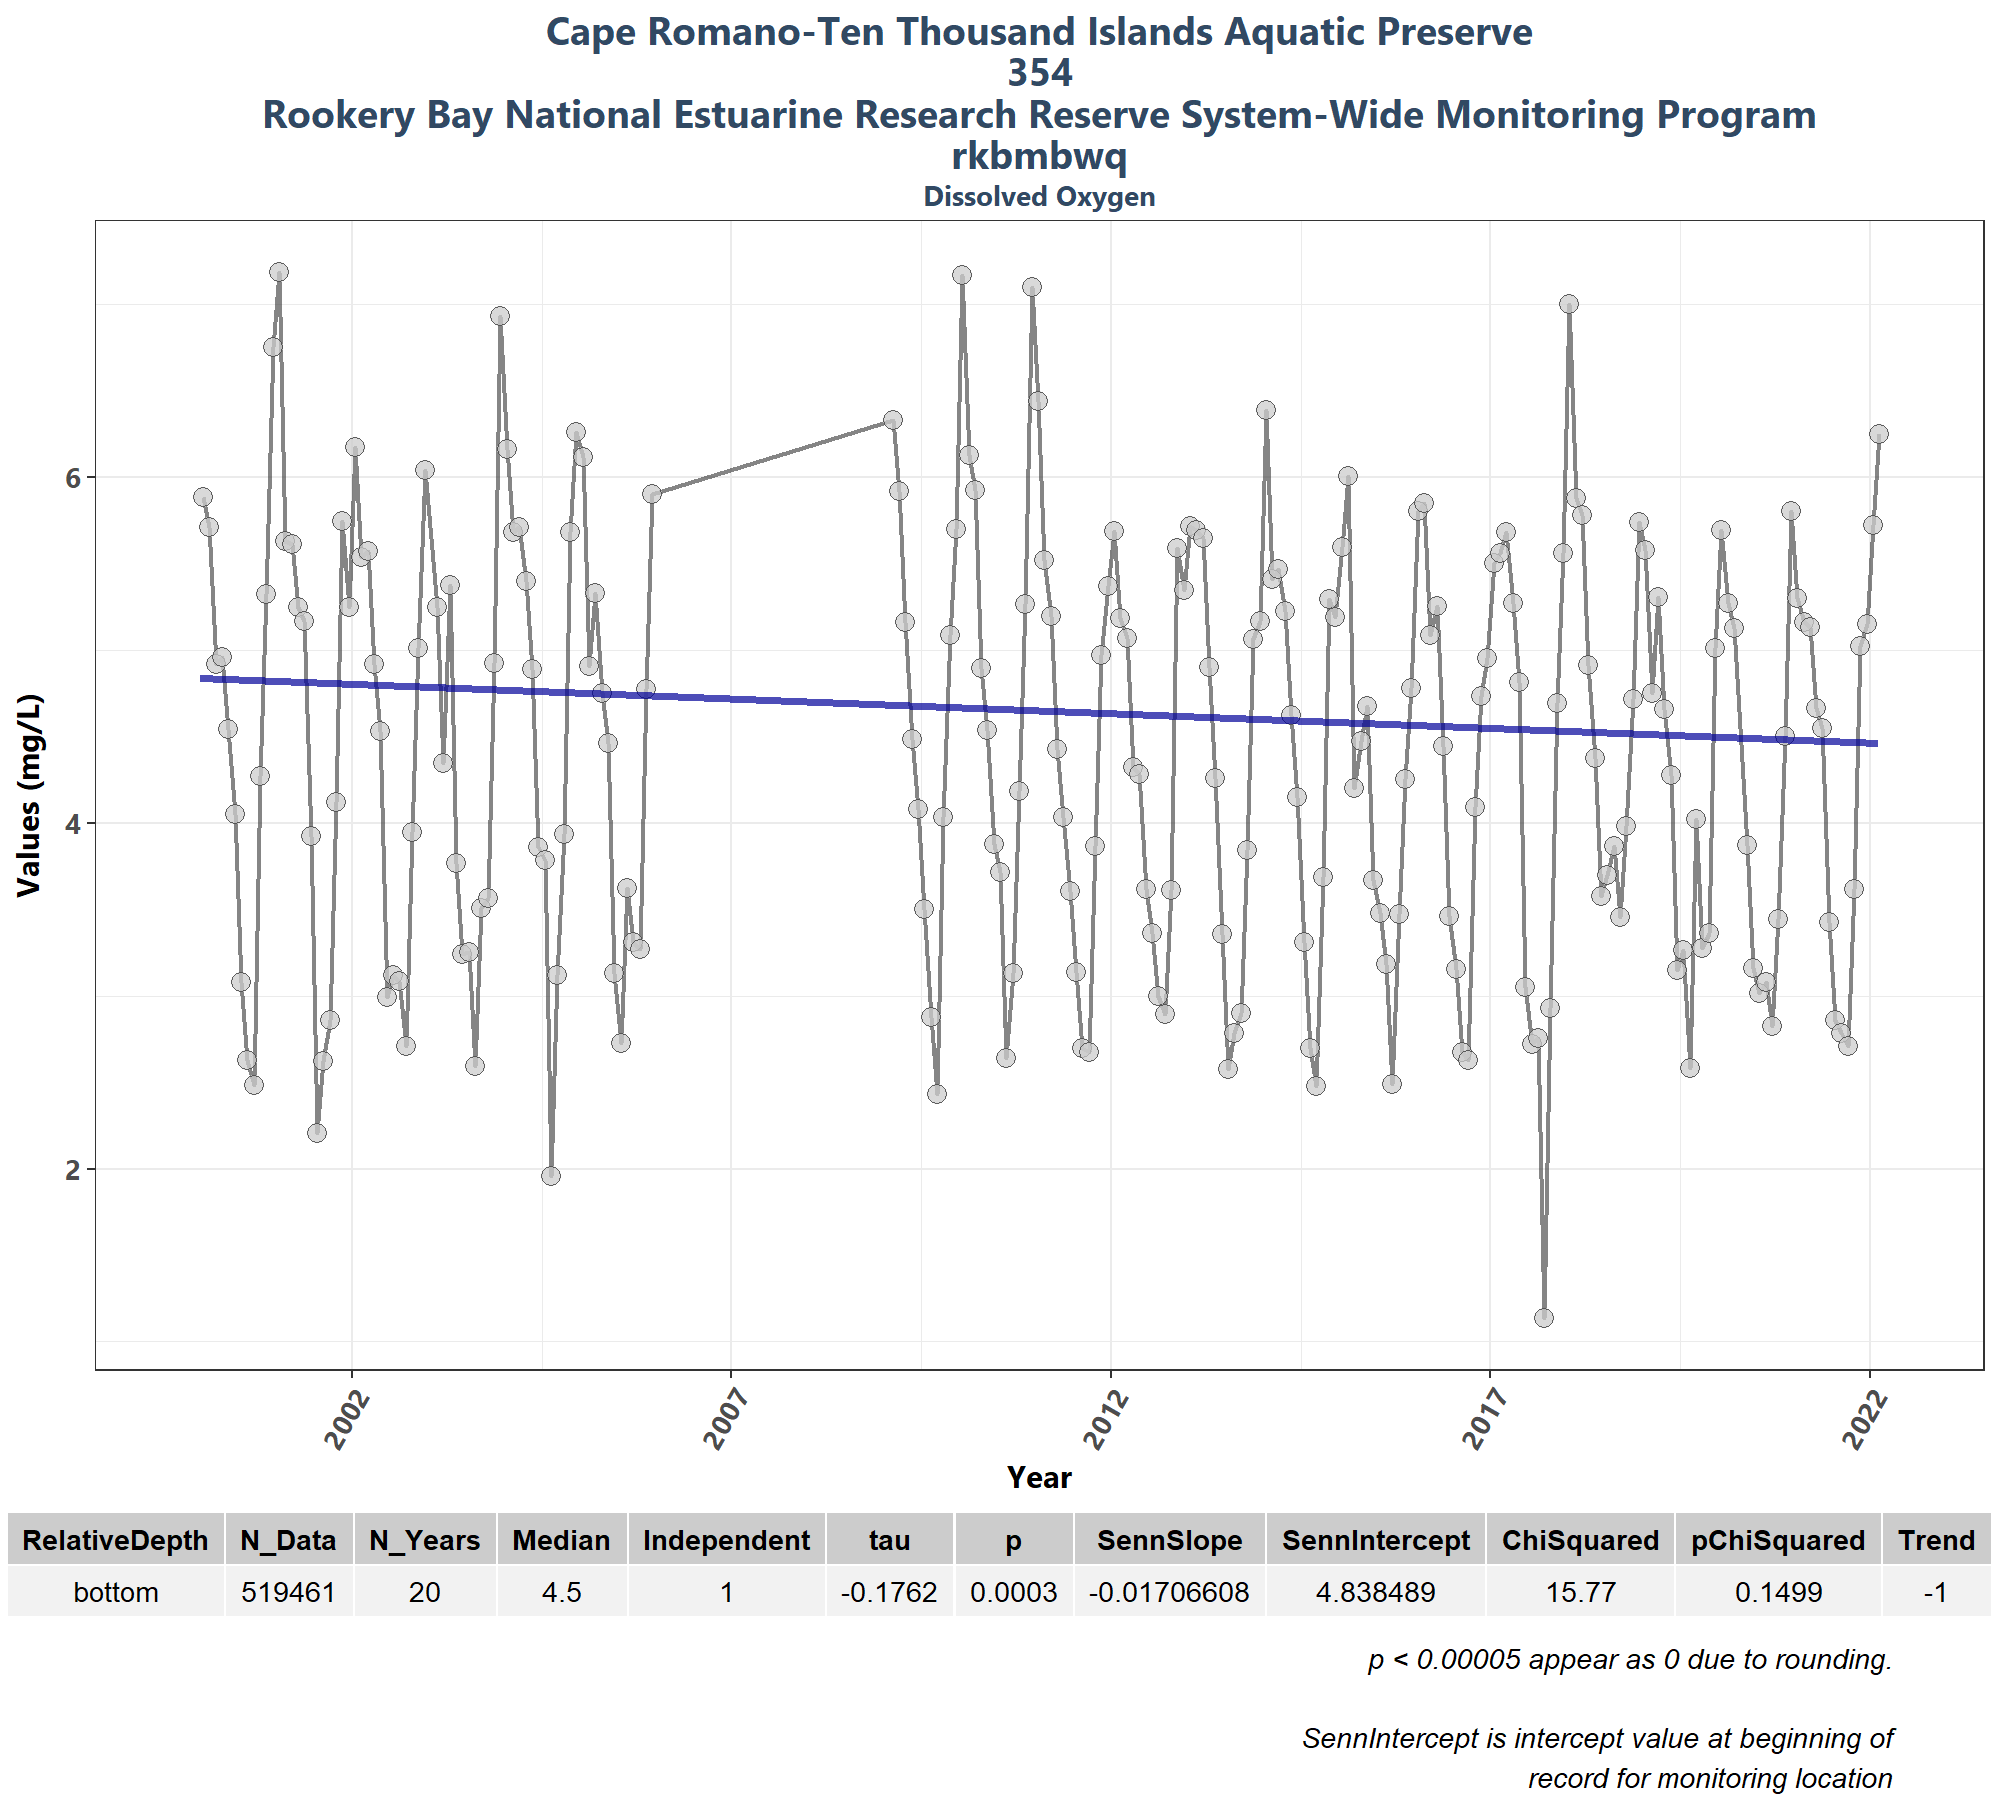 Cape Romano-Ten Thousand Islands Aquatic Preserve
354
Rookery Bay National Estuarine Research Reserve System-Wide Monitoring Program
rkbmbwq
Dissolved Oxygen
Values (mg/L)
6
4
2
2002
2007
2012
2017
2022
Year
RelativeDepth N_Data N_Years Median Independent tau p SennSlope SennIntercept ChiSquared pChiSquared Trend
bottom 519461 20 4.5 1 -0.1762 0.0003 -0.01706608 4.838489 15.77 0.1499 -1
p < 0.00005 appear as 0 due to rounding.
SennIntercept is intercept value at beginning of
record for monitoring location